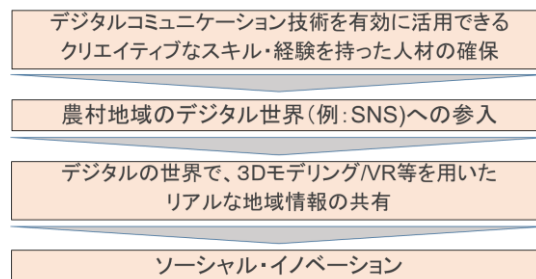 デジタルコミュニケーション技術を有効に活用できる
クリエイティブなスキル・経験を持った人材の確保
農村地域のデジタル世界(例:SNS)への参入
デジタルの世界で、3Dモデリング/VR等を用いた
リアルな地域情報の共有
ソーシャル・イノベーション